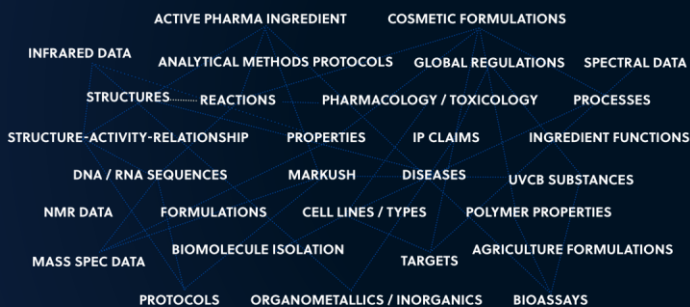 ACTIVE PHARMA INGREDIENT
COSMETIC FORMULATIONS
INFRARED DATA
ANALYTICAL METHODS PROTOCOLS
GLOBAL REGULATIONS
SPECTRAL DATA
STRUCTURES
REACTIONS
PHARMACOLOGY / TOXICOLOGY
PROCESSES
STRUCTURE-ACTIVITY-RELATIONSHIP
PROPERTIES
IP CLAIMS
INGREDIENT FUNCTIONS
DNA / RNA SEQUENCES
MARKUSH
DISEASES
UVCB SUBSTANCES
NMR DATA
FORMULATIONS
CELL LINES / TYPES
POLYMER PROPERTIES
MASS SPEC DATA
BIOMOLECULE ISOLATION
TARGETS
AGRICULTURE FORMULATIONS
PROTOCOLS
ORGANOMETALLICS / INORGANICS
BIOASSAYS